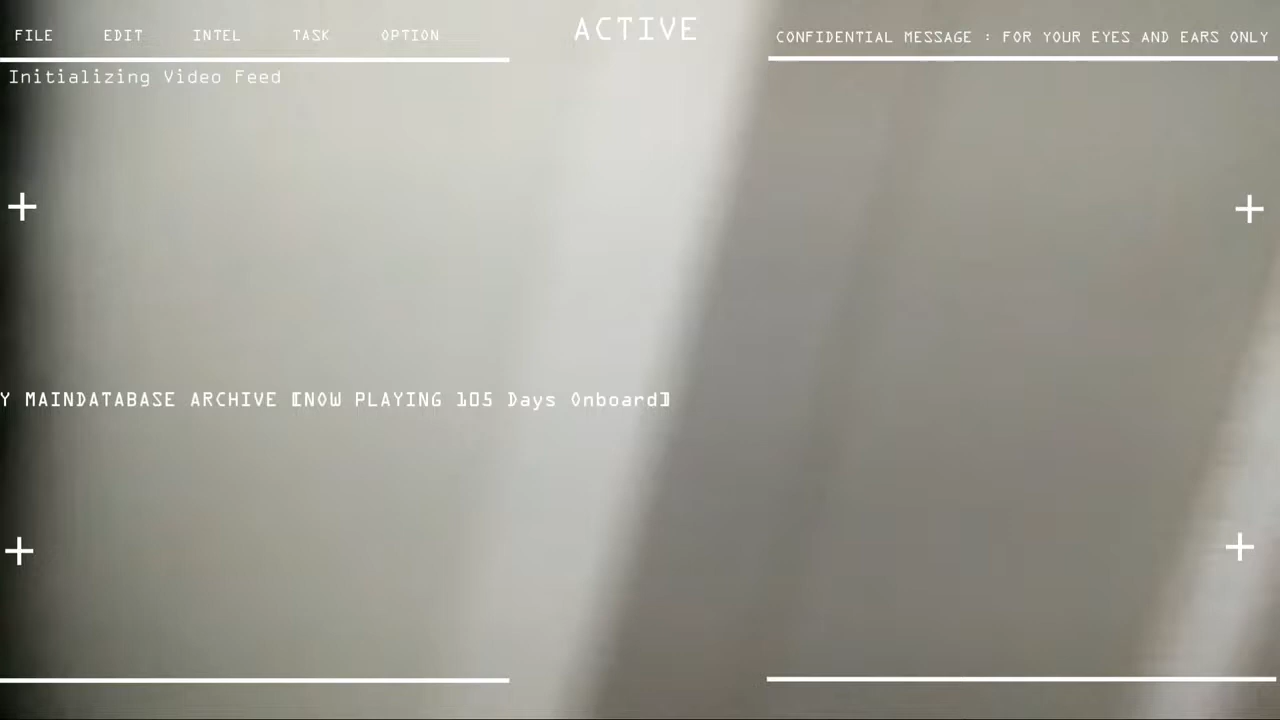 FILE EDIT INTEL TASK OPTION
ACTIVE
CONFIDENTIAL MESSAGE : FOR YOUR EYES AND EARS ONLY
Initializing Video Feed
Y MAINDATABASE ARCHIVE [NOW PLAYING 105 Days Onboard]